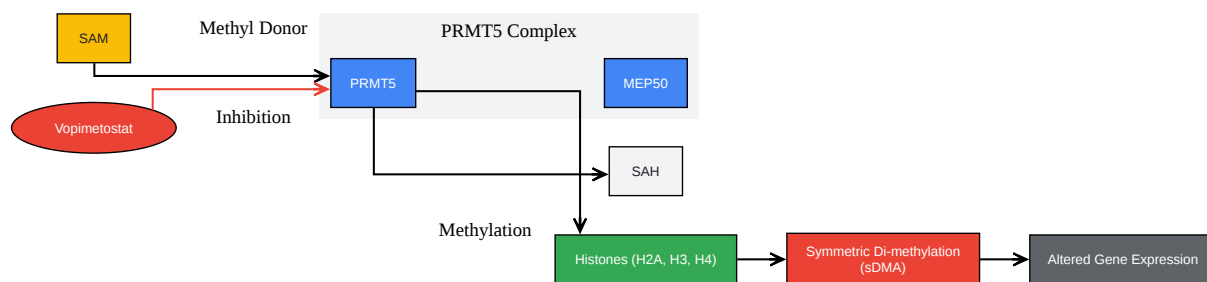 SAM
Methyl Donor
PRMT5 Complex
PRMT5
MEP50
Vopimetostat
Inhibition
SAH
Methylation
Histones (H2A, H3, H4)
Symmetric Di-methylation
(sDMA)
Altered Gene Expression